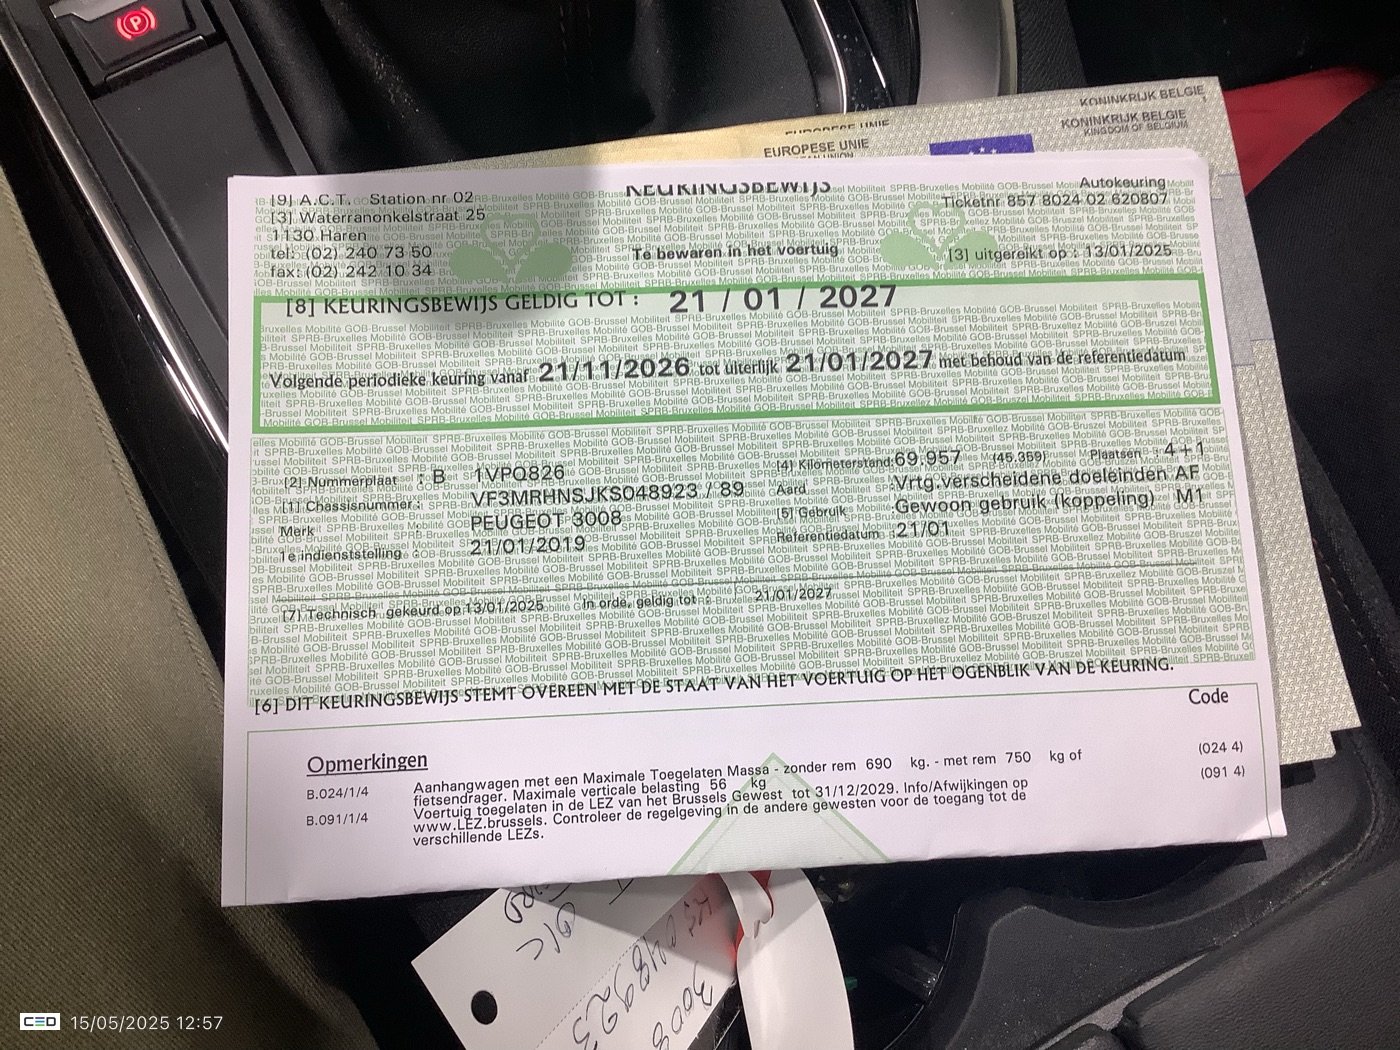 KONINKRIJK BELGIE
KONINKRIJK BELGIE
KINGDOM OF BELGIUM
EUROPESE UNIE
EUROPESE UNIE
[9] A.C.T. Station nr 02
[3] Waterranonkelstraat 25
1130 Haren
tel: (02) 240 73 50
fax: (02) 242 10 34
KEURINGSBEWIJS
Te bewaren in het voertuig
Autokeuring
Ticketnr 857 8024 02 620807
[3] uitgereikt op : 13/01/2025
[8] KEURINGSBEWIJS GELDIG TOT : 21 / 01 / 2027
Volgende periodieke keuring vanaf 21/11/2026 tot uiterlijk 21/01/2027 met behoud van de referentiedatum
[2] Nummerplaat : B 1VPQ826
[1] Chassisnummer : VF3MRHNSJKS048923 / 89
Merk PEUGEOT 3008
1e indienststelling : 21/01/2019
[4] Kilometerstand: 69.957 (45.359) Plaatsen : 4+1
Aard :Vrtg.verscheidene doeleinden AF
[5] Gebruik :Gewoon gebruik (koppeling) M1
Referentiedatum :21/01
[7] Technisch gekeurd op 13/01/2025 In orde, geldig tot : 21/01/2027
[6] DIT KEURINGSBEWIJS STEMT OVEREEN MET DE STAAT VAN HET VOERTUIG OP HET OGENBLIK VAN DE KEURING.
Opmerkingen
Code
B.024/1/4 Aanhangwagen met een Maximale Toegelaten Massa - zonder rem 690 kg. - met rem 750 kg of (024 4)
fietsendrager. Maximale verticale belasting 56 kg
B.091/1/4 Voertuig toegelaten in de LEZ van het Brussels Gewest tot 31/12/2029. Info/Afwijkingen op (091 4)
www.LEZ.brussels. Controleer de regelgeving in de andere gewesten voor de toegang tot de
verschillende LEZs.
3008
KS048923
CED 15/05/2025 12:57